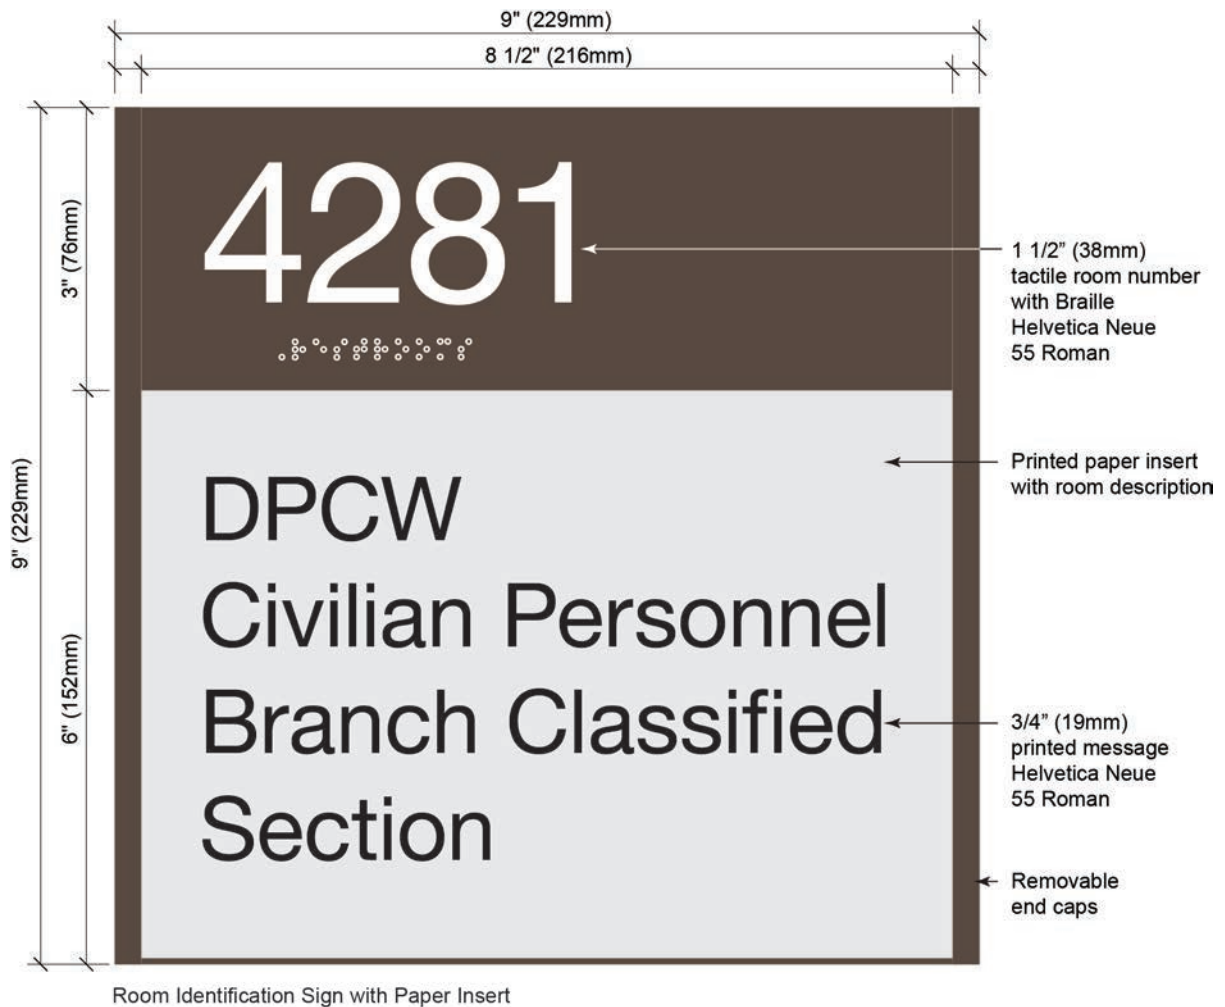 9" (229mm)
8 1/2" (216mm)
3" (76mm)
9" (229mm)
6" (152mm)
4281
1 1/2” (38mm)
tactile room number
with Braille
Helvetica Neue
55 Roman
Printed paper insert
with room description
DPCW
Civilian Personnel
Branch Classified
Section
3/4” (19mm)
printed message
Helvetica Neue
55 Roman
Removable
end caps
Room Identification Sign with Paper Insert